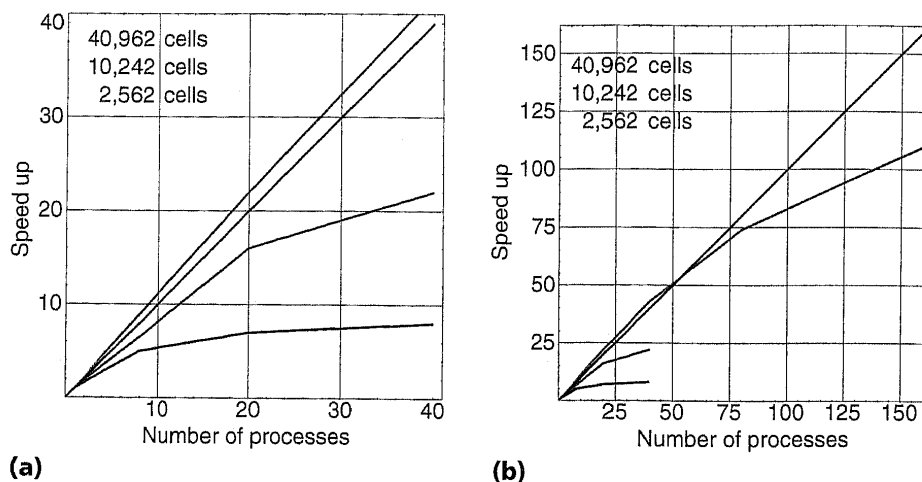 40
30
20
10
Speed up
40,962 cells
10,242 cells
2,562 cells
10
20
30
40
Number of processes
(a)
150
125
100
75
50
25
Speed up
40,962 cells
10,242 cells
2,562 cells
25
50
75
100
125
150
Number of processes
(b)